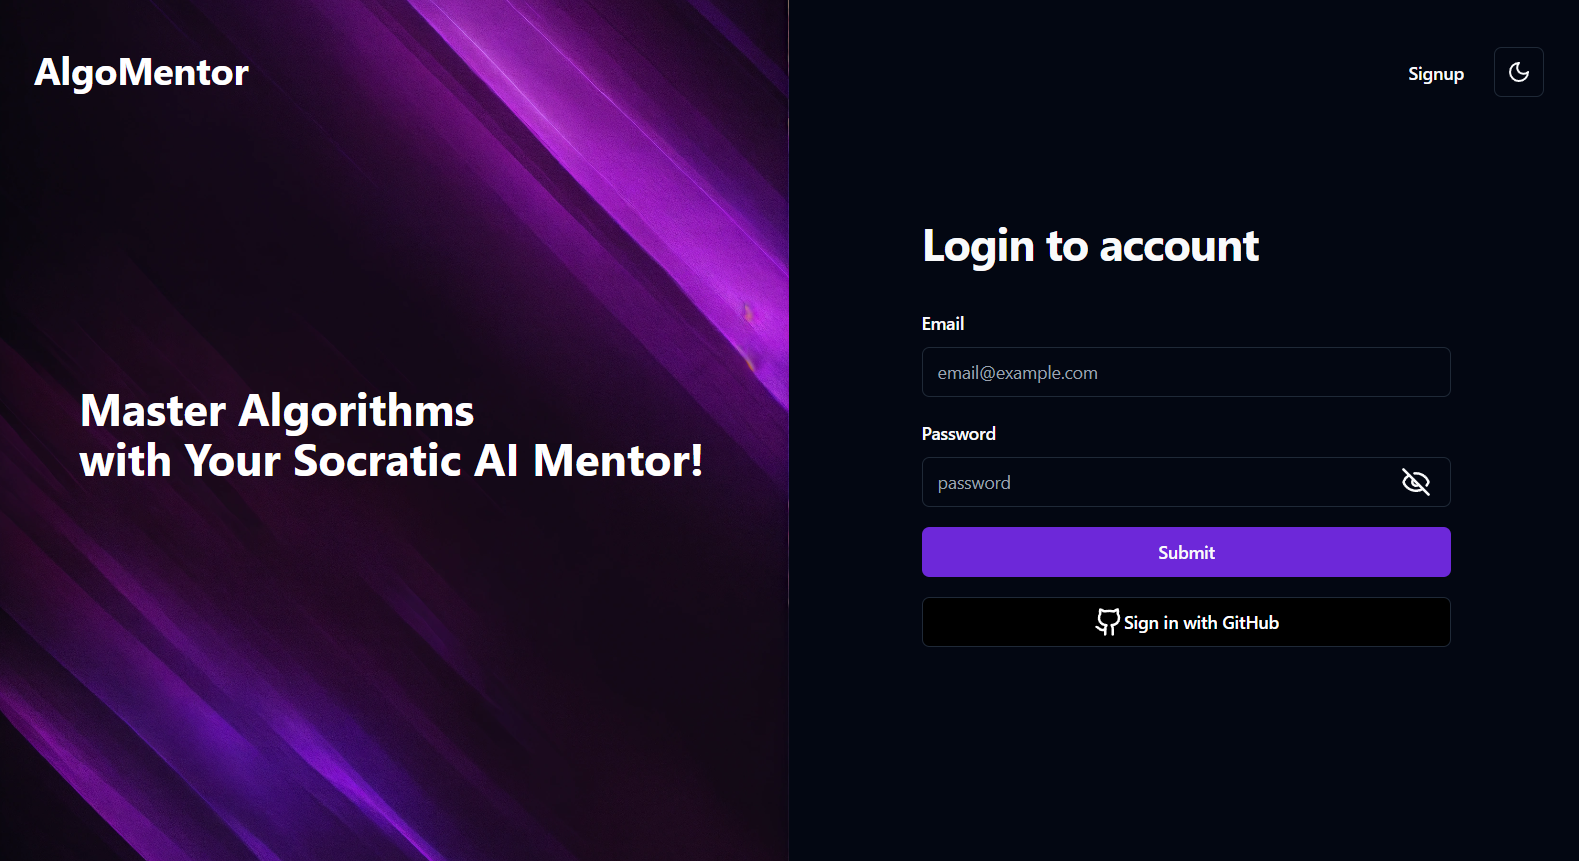 AlgoMentor
Master Algorithms
with Your Socratic AI Mentor!
Signup
Login to account
Email
email@example.com
Password
password
Submit
Sign in with GitHub